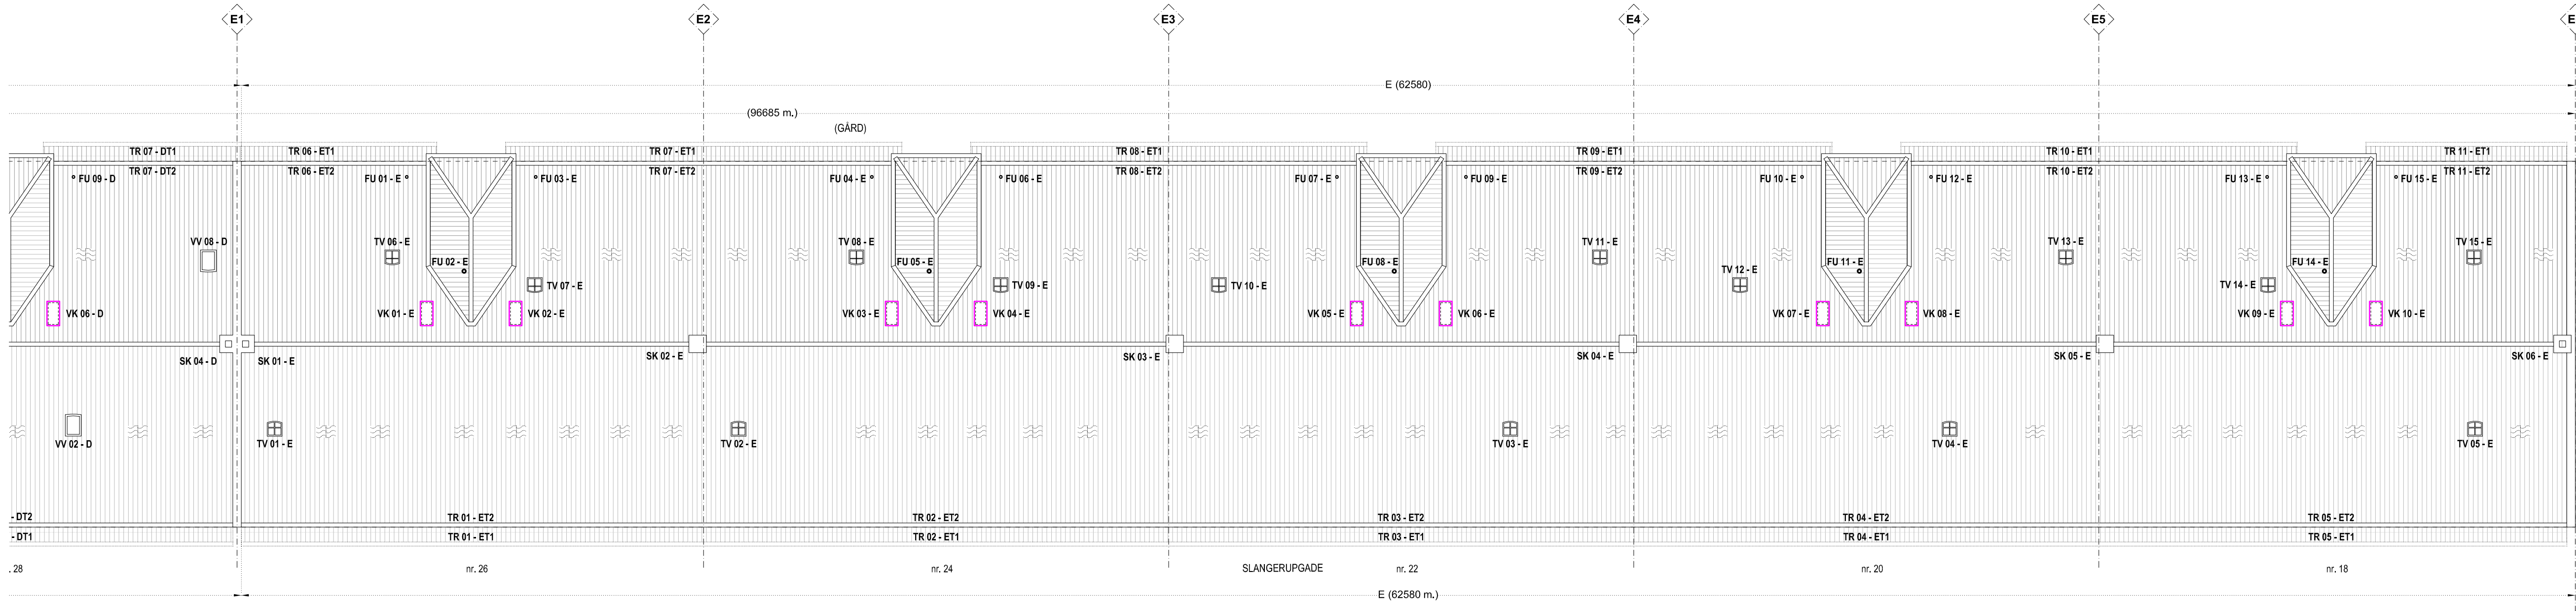 E1 E2 E3 E4 E5 E
E (62580)
(96685 m.)
(GÅRD)
TR 07 - DT1 TR 06 - ET1 TR 07 - ET1 TR 08 - ET1 TR 09 - ET1 TR 10 - ET1 TR 11 - ET1
TR 07 - DT2 TR 06 - ET2 TR 07 - ET2 TR 08 - ET2 TR 09 - ET2 TR 10 - ET2 TR 11 - ET2
FU 09 - D FU 01 - E FU 03 - E FU 04 - E FU 06 - E FU 07 - E FU 09 - E FU 10 - E FU 12 - E FU 13 - E FU 15 - E
VV 08 - D TV 06 - E TV 08 - E TV 11 - E TV 13 - E TV 15 - E
FU 02 - E FU 05 - E FU 08 - E FU 11 - E FU 14 - E
TV 12 - E
TV 07 - E TV 09 - E TV 10 - E TV 14 - E
VK 06 - D VK 01 - E VK 02 - E VK 03 - E VK 04 - E VK 05 - E VK 06 - E VK 07 - E VK 08 - E VK 09 - E VK 10 - E
SK 04 - D SK 01 - E SK 02 - E SK 03 - E SK 04 - E SK 05 - E SK 06 - E
VV 02 - D TV 01 - E TV 02 - E TV 03 - E TV 04 - E TV 05 - E
- DT2 TR 01 - ET2 TR 02 - ET2 TR 03 - ET2 TR 04 - ET2 TR 05 - ET2
- DT1 TR 01 - ET1 TR 02 - ET1 TR 03 - ET1 TR 04 - ET1 TR 05 - ET1
. 28 nr. 26 nr. 24 SLANGERUPGADE nr. 22 nr. 20 nr. 18
E (62580 m.)